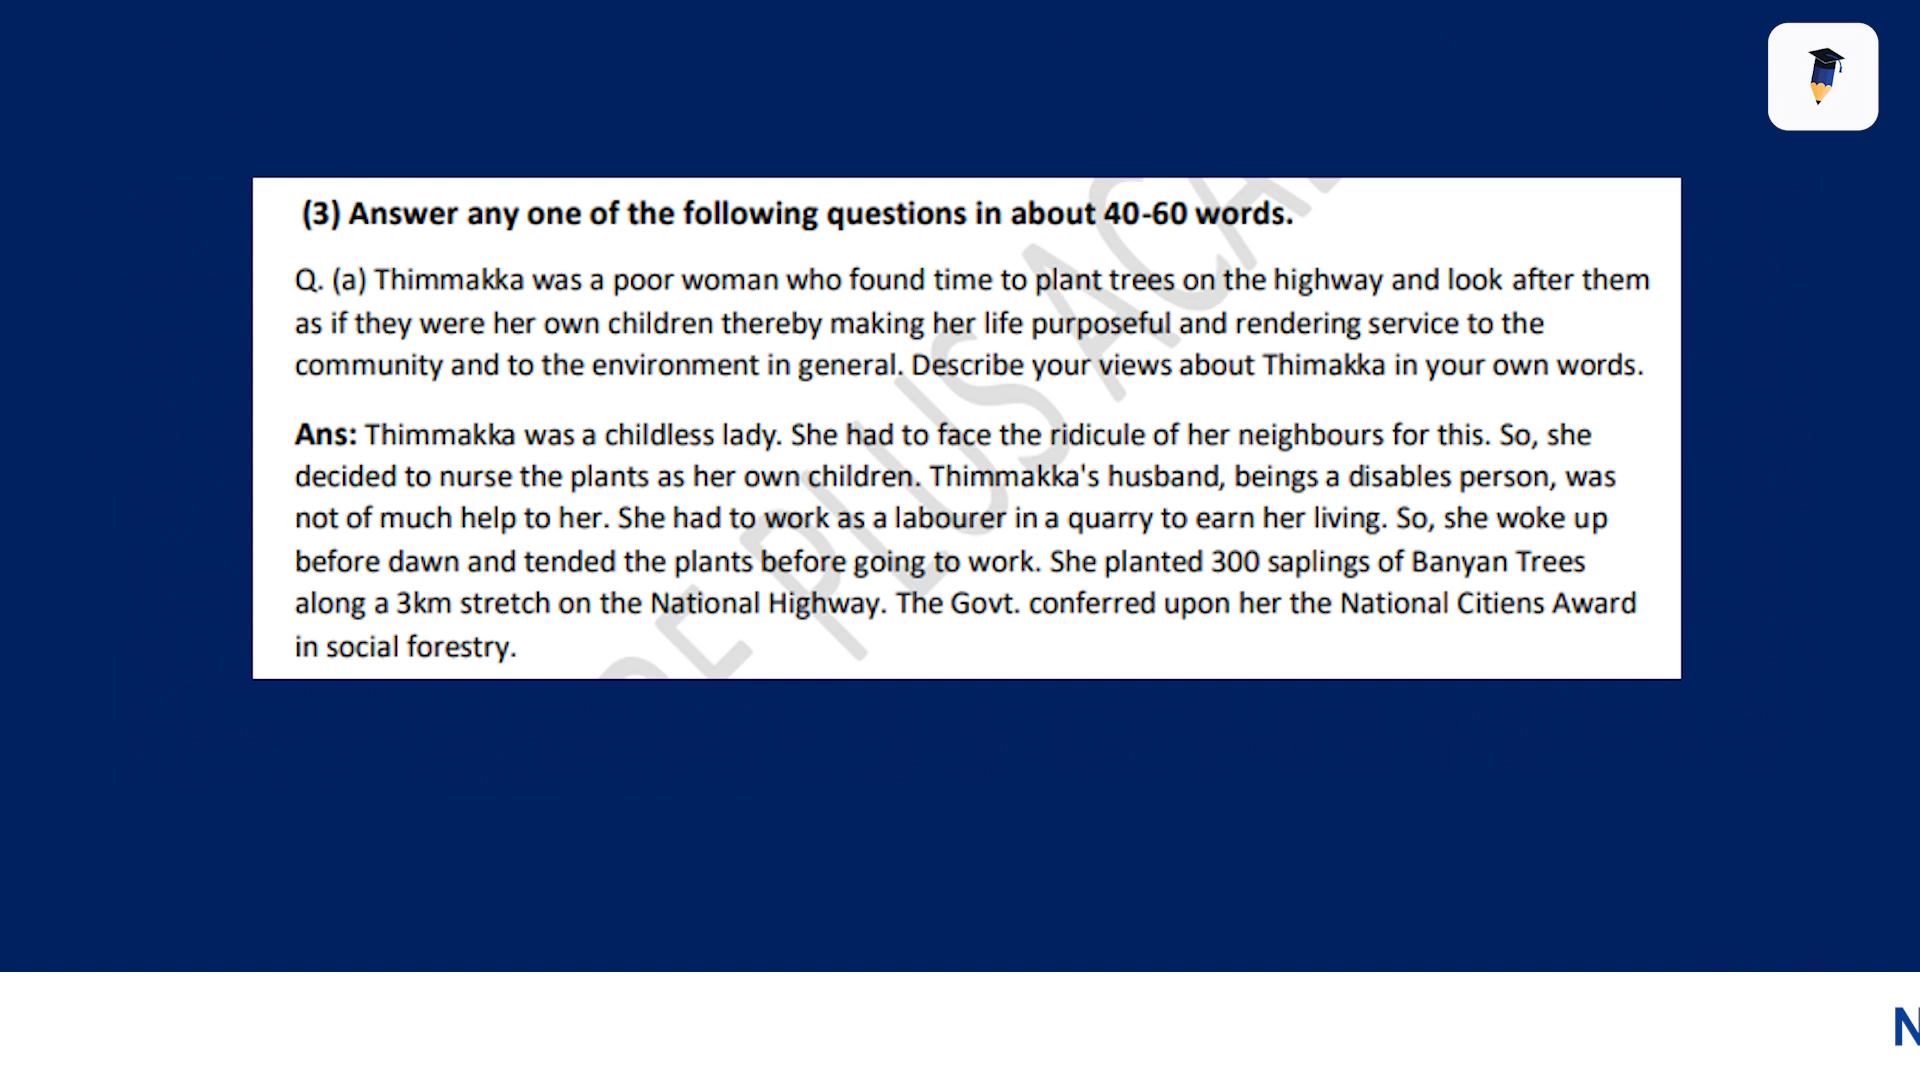 (3) Answer any one of the following questions in about 40-60 words.
Q. (a) Thimmakka was a poor woman who found time to plant trees on the highway and look after them
as if they were her own children thereby making her life purposeful and rendering service to the
community and to the environment in general. Describe your views about Thimakka in your own words.
Ans: Thimmakka was a childless lady. She had to face the ridicule of her neighbours for this. So, she
decided to nurse the plants as her own children. Thimmakka's husband, beings a disables person, was
not of much help to her. She had to work as a labourer in a quarry to earn her living. So, she woke up
before dawn and tended the plants before going to work. She planted 300 saplings of Banyan Trees
along a 3km stretch on the National Highway. The Govt. conferred upon her the National Citiens Award
in social forestry.
PLUS
N